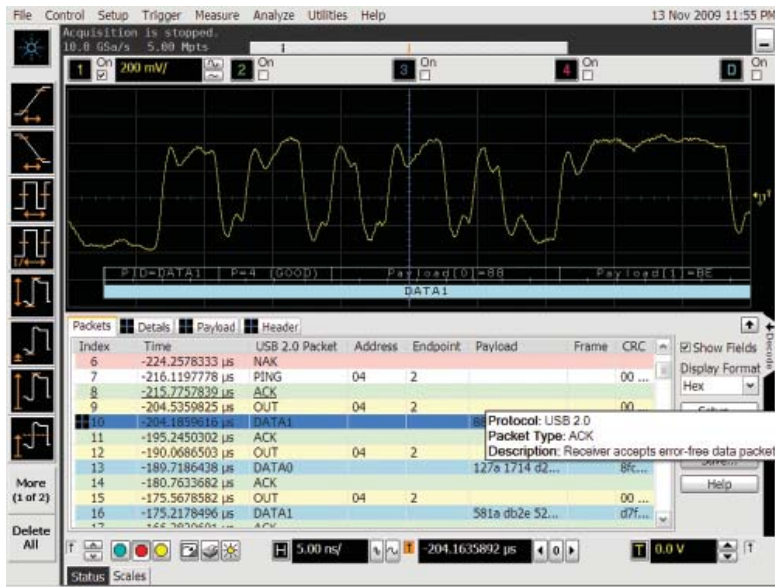 File Control Setup Trigger Measure Analyze Utilities Help 13 Nov 2009 11:55 PM
Acquisition is stopped.
10.0 GSa/s 5.00 Mpts
1 On 200 mV/ 2 On 3 On 4 On D On
PID=DATA1 P=4 (GOOD) Payload[0]=88 Payload[1]=BE
DATA1
Packets Details Payload Header
Index Time USB 2.0 Packet Address Endpoint Payload Frame CRC
6 -224.2578333 µs NAK
7 -216.1197778 µs PING 04 2 00 ...
8 -215.7757839 µs ACK
9 -204.5359825 µs OUT 04 2 00 ...
10 -204.1859616 µs DATA1
11 -195.2450302 µs ACK
12 -190.0686503 µs OUT 04 2
13 -189.7186438 µs DATA0 127a 1714 d2... 8fc...
14 -180.7633682 µs ACK
15 -175.5678582 µs OUT 04 2 00 ...
16 -175.2178496 µs DATA1 581a db2e 52... d7f...
17 ACK
Protocol: USB 2.0
Packet Type: ACK
Description: Receiver accepts error-free data packet
Decode
Show Fields
Display Format
Hex
Help
More
(1 of 2)
Delete
All
H 5.00 ns/ -204.1635892 µs 0 T 0.0 V
Status Scales